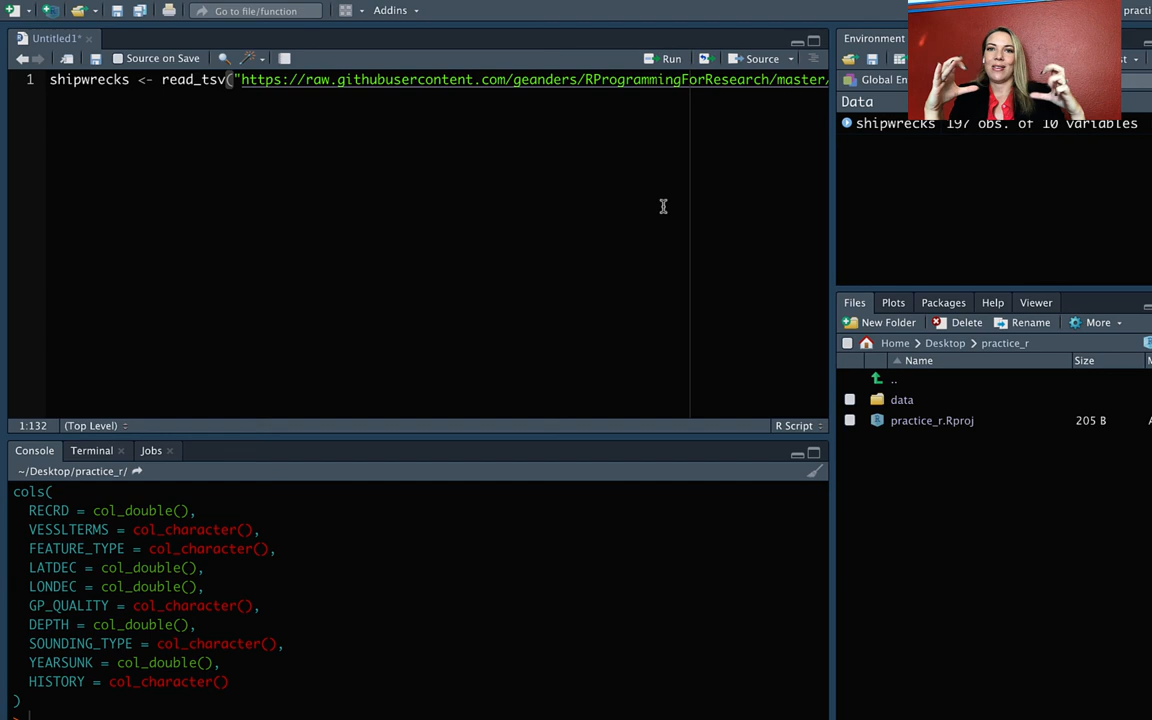 Go to file/function
Addins
practi
Untitled1*
Source on Save
Run
Source
1 shipwrecks <- read_tsv("https://raw.githubusercontent.com/geanders/RProgrammingForResearch/master/
1:132 (Top Level)
R Script
Console Terminal Jobs
~/Desktop/practice_r/
cols(
RECRD = col_double(),
VESSLTERMS = col_character(),
FEATURE_TYPE = col_character(),
LATDEC = col_double(),
LONDEC = col_double(),
GP_QUALITY = col_character(),
DEPTH = col_double(),
SOUNDING_TYPE = col_character(),
YEARSUNK = col_double(),
HISTORY = col_character()
)
>
Environment
Global En
Data
shipwrecks 197 obs. of 10 variables
Files Plots Packages Help Viewer
New Folder Delete Rename More
Home > Desktop > practice_r
Name Size
..
data
practice_r.Rproj 205 B